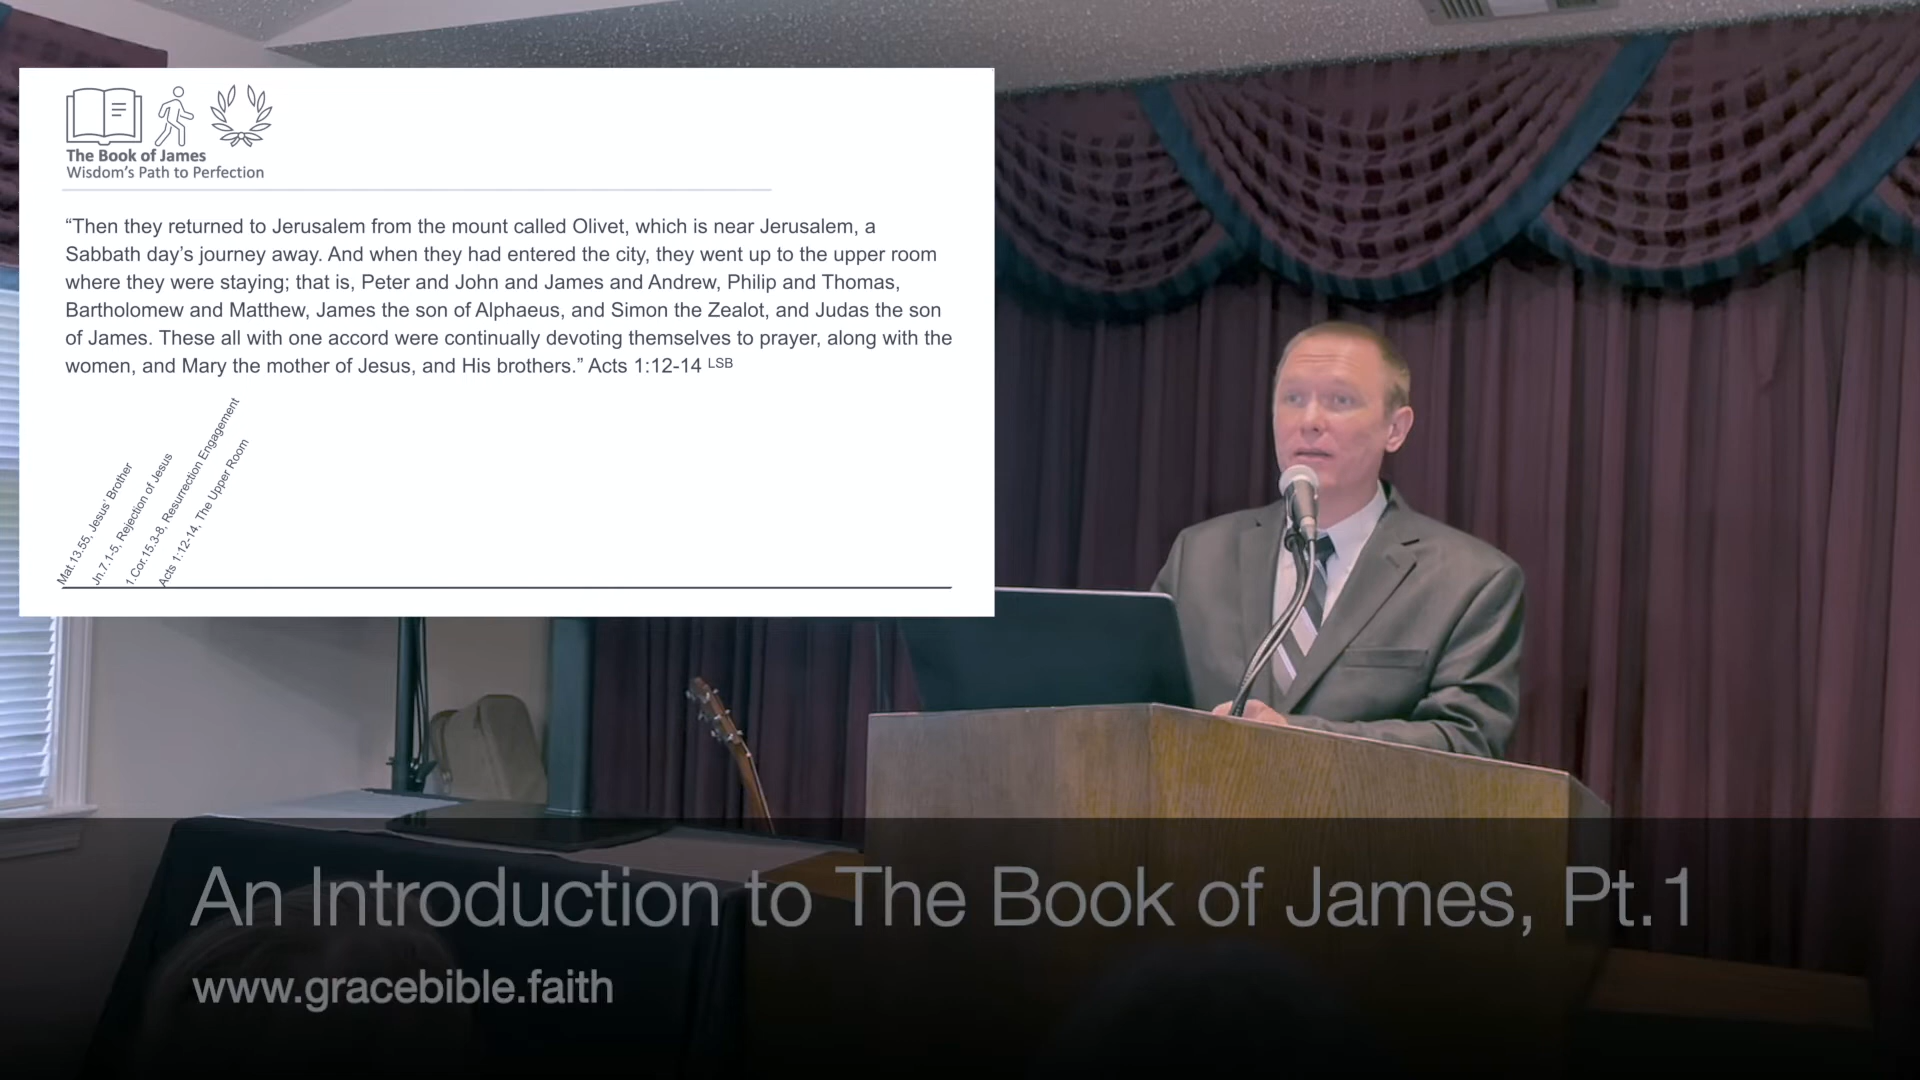 The Book of James
Wisdom's Path to Perfection
“Then they returned to Jerusalem from the mount called Olivet, which is near Jerusalem, a
Sabbath day’s journey away. And when they had entered the city, they went up to the upper room
where they were staying; that is, Peter and John and James and Andrew, Philip and Thomas,
Bartholomew and Matthew, James the son of Alphaeus, and Simon the Zealot, and Judas the son
of James. These all with one accord were continually devoting themselves to prayer, along with the
women, and Mary the mother of Jesus, and His brothers.” Acts 1:12-14 LSB
Mat.13.55, Jesus' Brother
Jn.7.1-5, Rejection of Jesus
1.Cor.15.3-8, Resurrection Engagement
Acts 1:12-14, The Upper Room
An Introduction to The Book of James, Pt.1
www.gracebible.faith